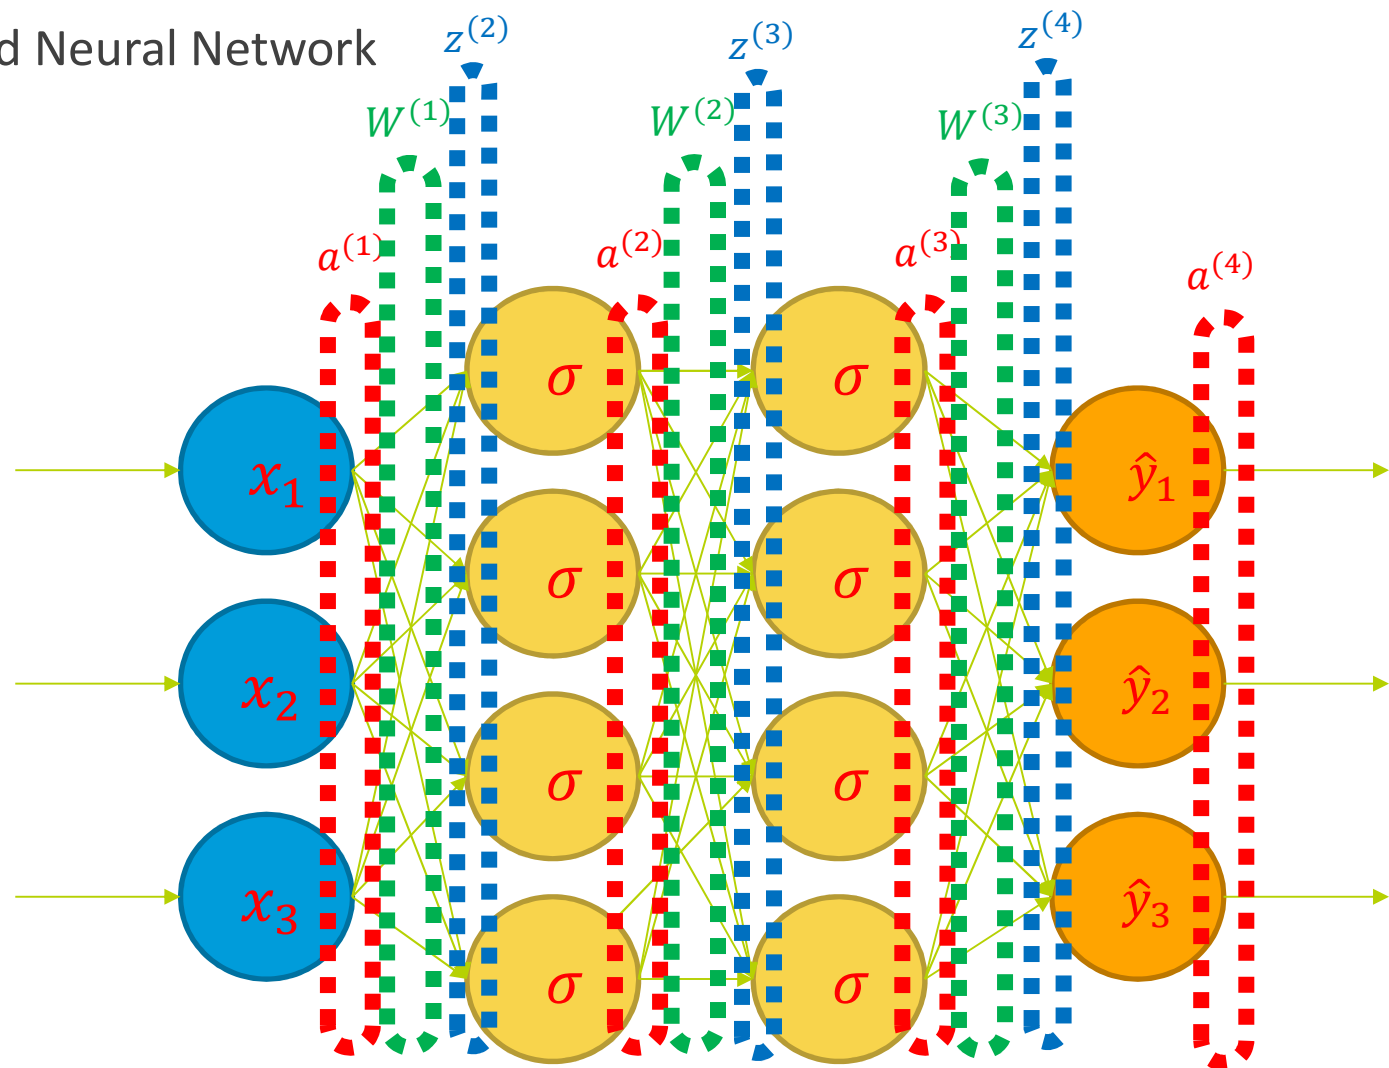 d Neural Network
z^(2) z^(3) z^(4)
W^(1) W^(2) W^(3)
a^(1) a^(2) a^(3) a^(4)
σ σ
x₁ ŷ₁
σ σ
x₂ ŷ₂
σ σ
x₃ ŷ₃
σ σ